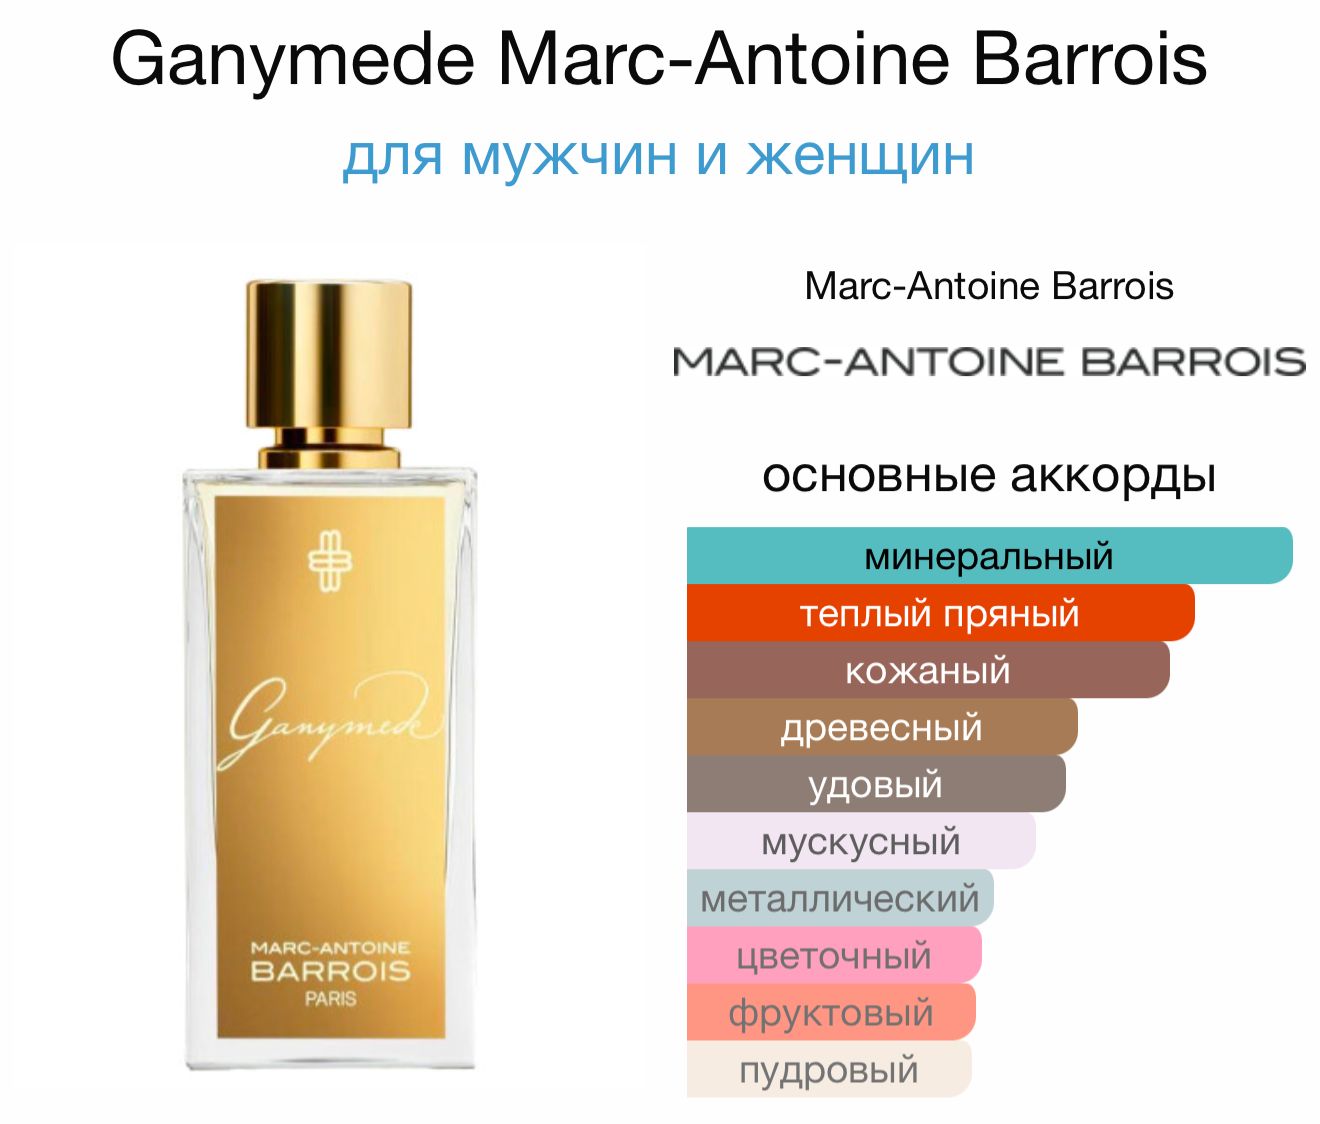 Ganymede Marc-Antoine Barrois
для мужчин и женщин
Ganymede
MARC-ANTOINE
BARROIS
PARIS
Marc-Antoine Barrois
MARC-ANTOINE BARROIS
основные аккорды
минеральный
теплый пряный
кожаный
древесный
удовый
мускусный
металлический
цветочный
фруктовый
пудровый